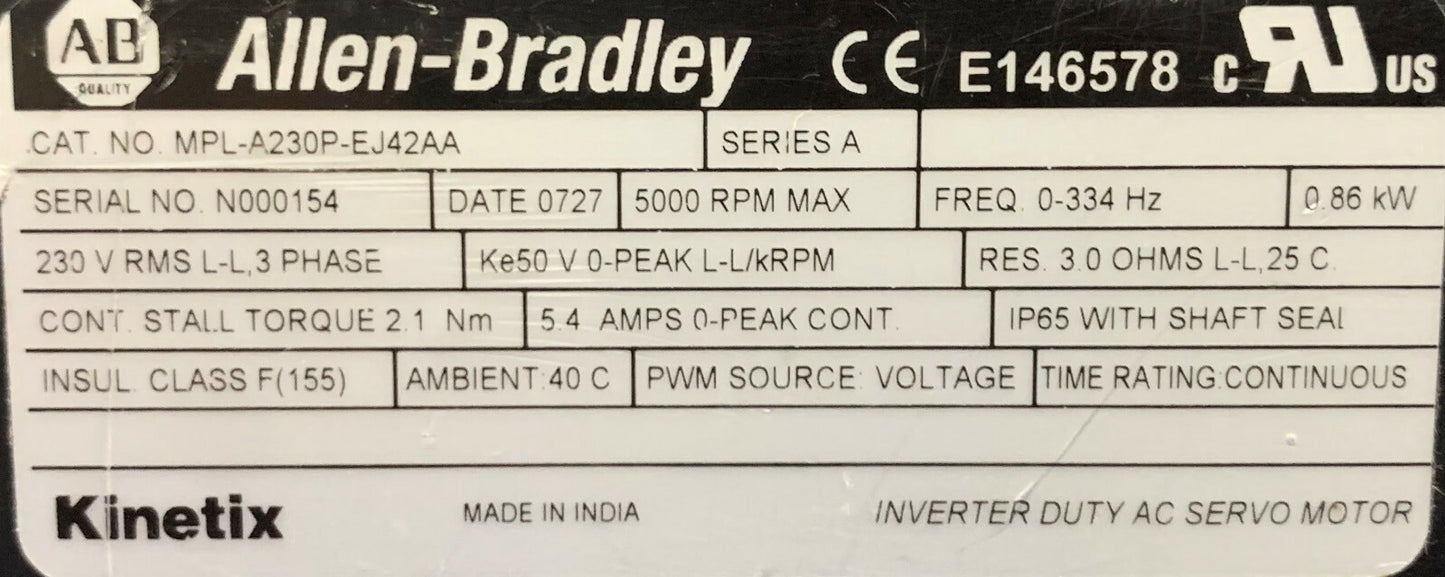 AB QUALITY Allen-Bradley CE E146578 c RU US
CAT. NO. MPL-A230P-EJ42AA SERIES A
SERIAL NO. N000154 DATE 0727 5000 RPM MAX FREQ. 0-334 Hz 0.86 kW
230 V RMS L-L,3 PHASE Ke50 V 0-PEAK L-L/kRPM RES. 3.0 OHMS L-L,25 C.
CONT. STALL TORQUE 2.1 Nm 5.4 AMPS 0-PEAK CONT. IP65 WITH SHAFT SEAL
INSUL. CLASS F(155) AMBIENT:40 C PWM SOURCE: VOLTAGE TIME RATING:CONTINUOUS
Kinetix MADE IN INDIA INVERTER DUTY AC SERVO MOTOR